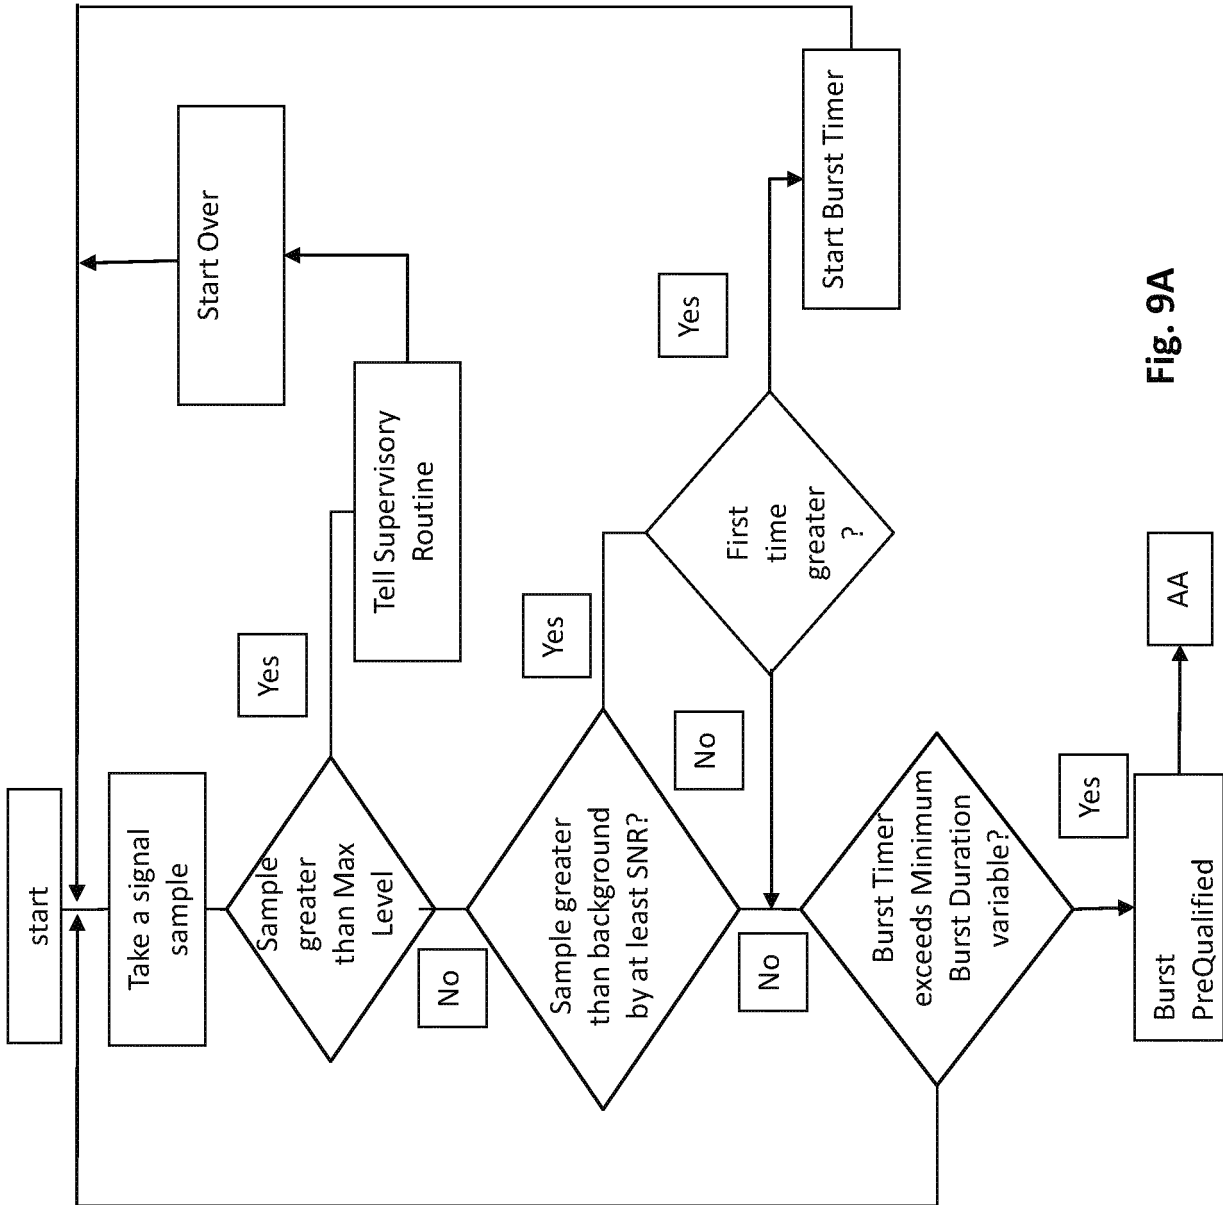 start
Take a signal
sample
Sample
greater
than Max
Level
Yes
Tell Supervisory
Routine
Start Over
No
Sample greater
than background
by at least SNR?
Yes
First
time
greater
?
Yes
Start Burst Timer
No
No
Burst Timer
exceeds Minimum
Burst Duration
variable?
Yes
Burst
PreQualified
AA
Fig. 9A